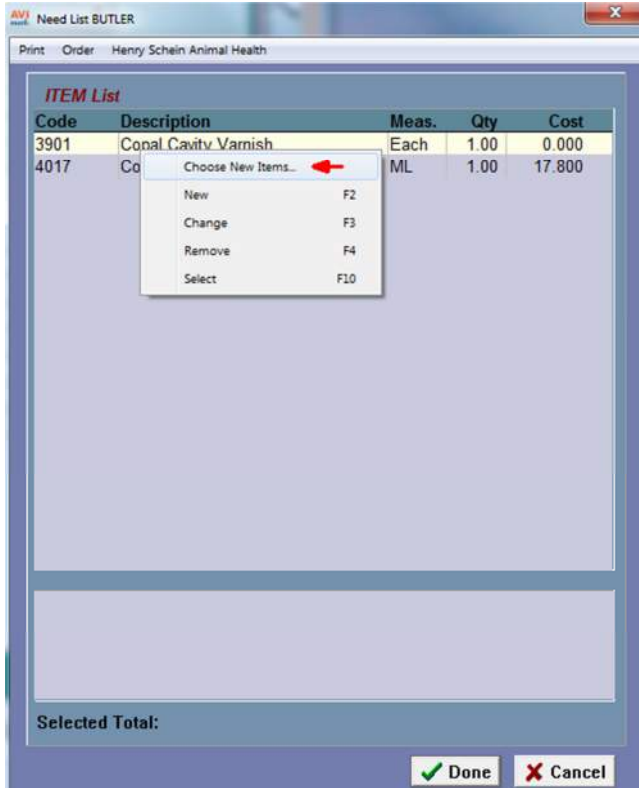 AVI mark Need List BUTLER
Print Order Henry Schein Animal Health
ITEM List
Code Description Meas. Qty Cost
3901 Copal Cavity Varnish Each 1.00 0.000
4017 Co ML 1.00 17.800
Choose New Items...
New F2
Change F3
Remove F4
Select F10
Selected Total:
Done Cancel